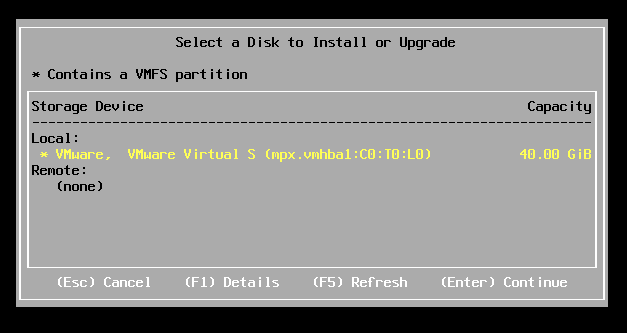 Select a Disk to Install or Upgrade
* Contains a VMFS partition
Storage Device Capacity
--------------------------------------------------------------------------------
Local:
* VMware,  VMware Virtual S (mpx.vmhba1:C0:T0:L0) 40.00 GiB
Remote:
(none)
(Esc) Cancel (F1) Details (F5) Refresh (Enter) Continue